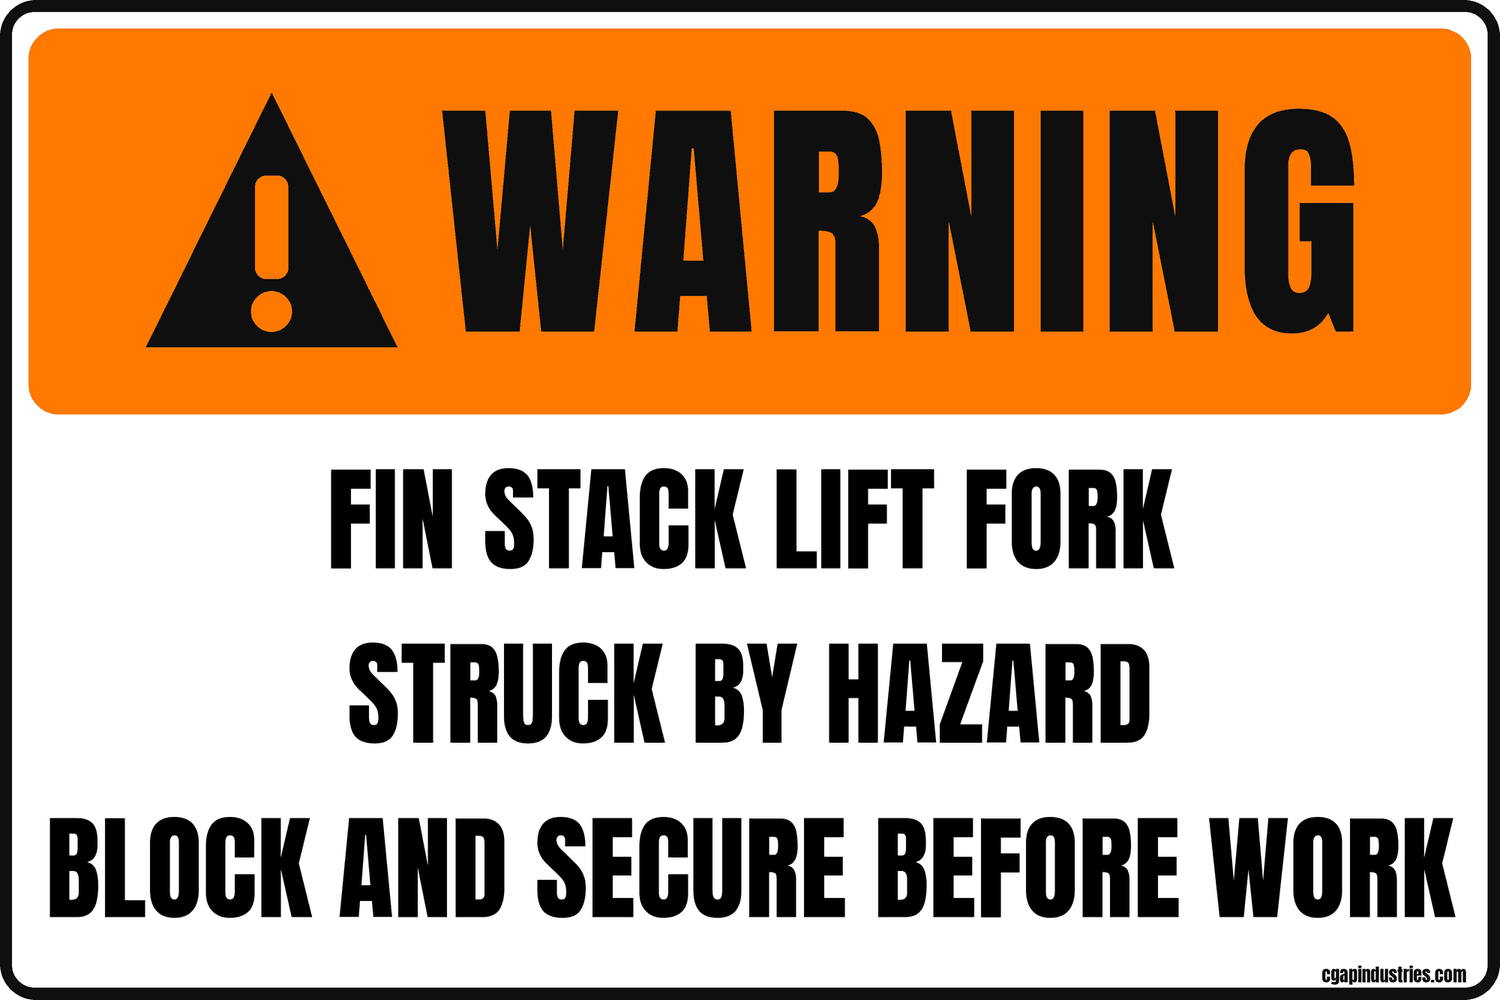 WARNING
FIN STACK LIFT FORK
STRUCK BY HAZARD
BLOCK AND SECURE BEFORE WORK
cgapindustries.com